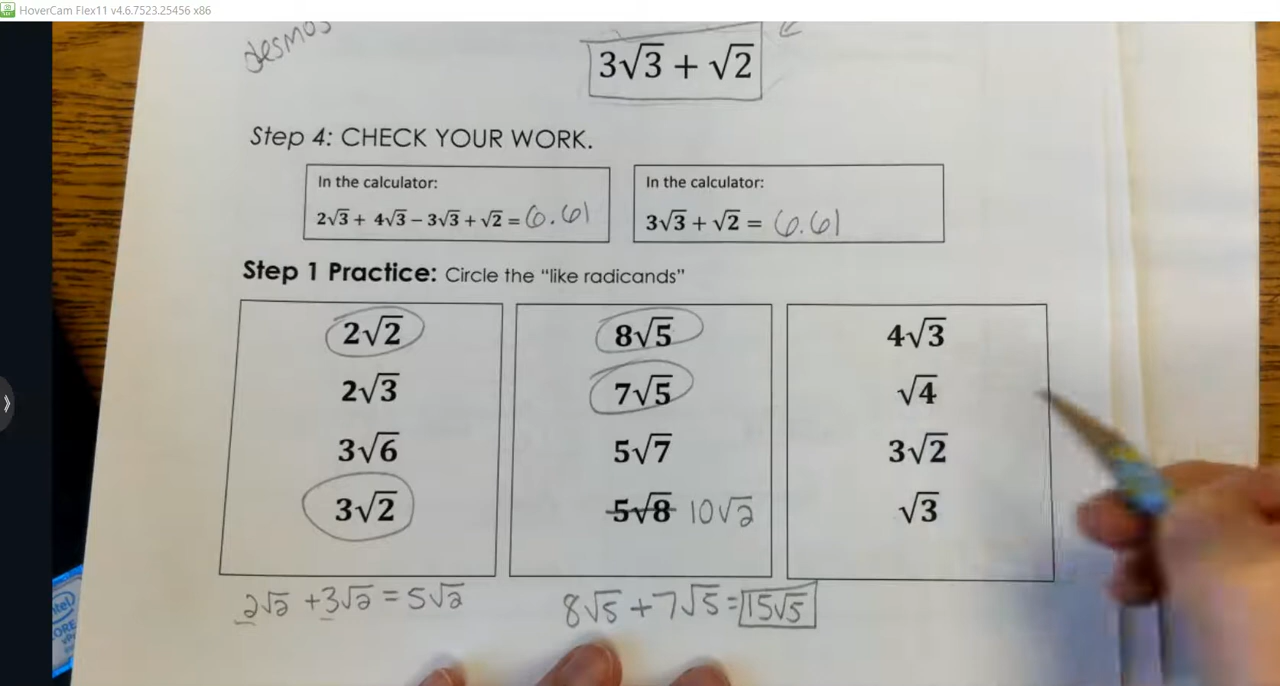 HoverCam Flex11 v4.6.7523.25456 x86
desmos
3√3 + √2
Step 4: CHECK YOUR WORK.
In the calculator:
2√3 + 4√3 − 3√3 + √2 = 6.61
In the calculator:
3√3 + √2 = 6.61
Step 1 Practice: Circle the “like radicands”
2√2
2√3
3√6
3√2
8√5
7√5
5√7
5√8 10√2
4√3
√4
3√2
√3
2√2 + 3√2 = 5√2
8√5 + 7√5 = 15√5